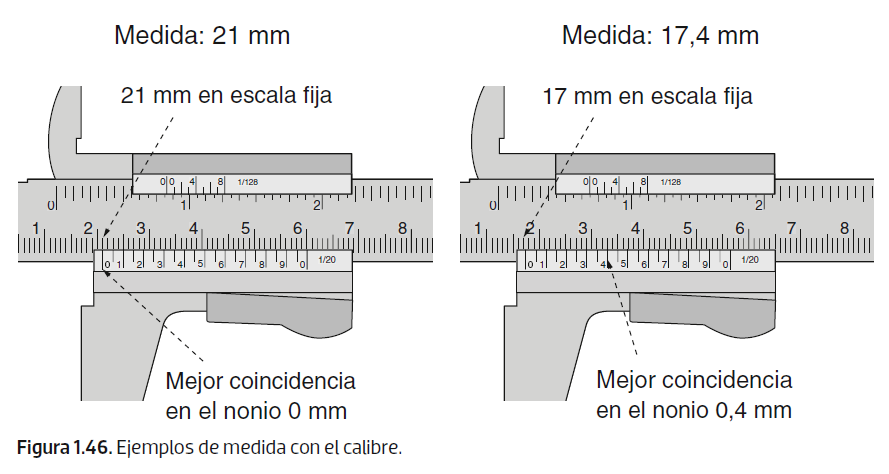 Medida: 21 mm
21 mm en escala fija
0 0 4 8 1/128
0 1 2
1 2 3 4 5 6 7 8
0 1 2 3 4 5 6 7 8 9 0 1/20
Mejor coincidencia
en el nonio 0 mm
Medida: 17,4 mm
17 mm en escala fija
0 0 4 8 1/128
0 1 2
1 2 3 4 5 6 7 8
0 1 2 3 4 5 6 7 8 9 0 1/20
Mejor coincidencia
en el nonio 0,4 mm
Figura 1.46. Ejemplos de medida con el calibre.